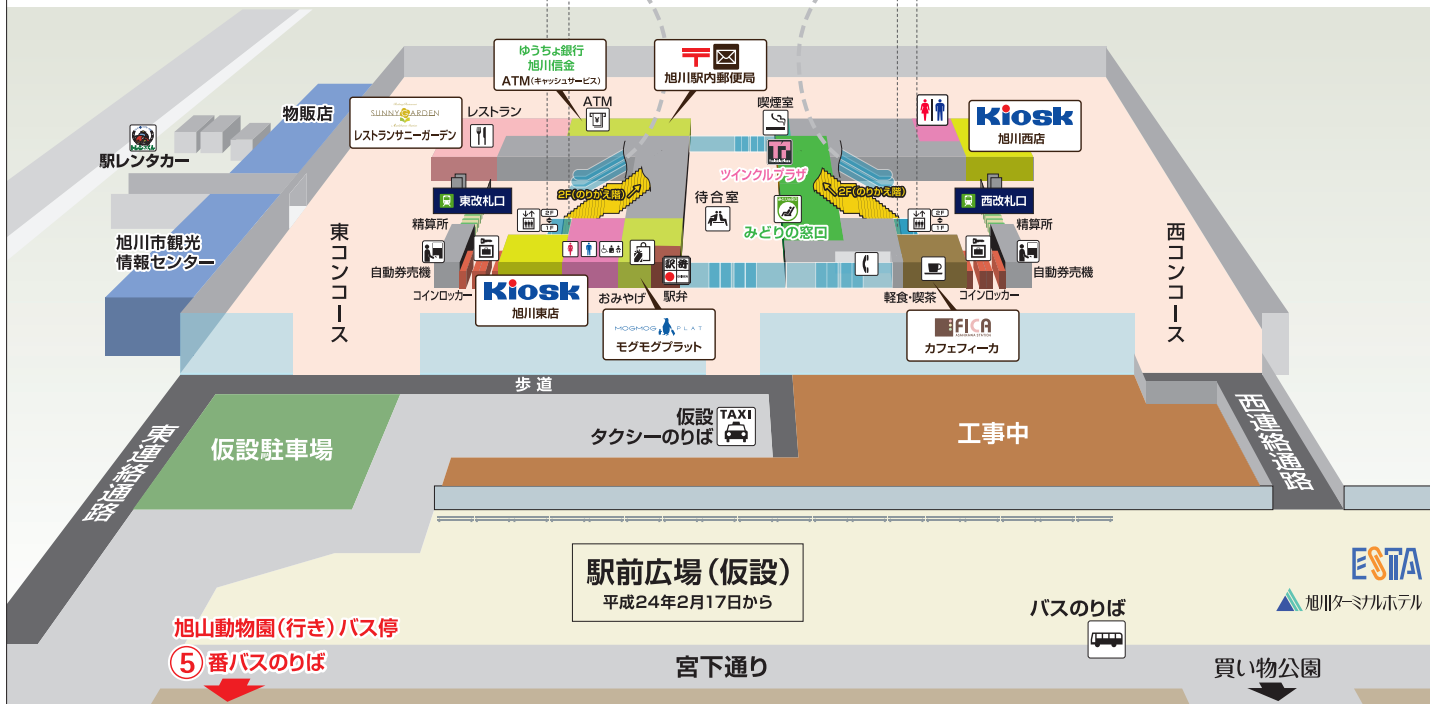 ゆうちょ銀行
旭川信金
ATM(キャッシュサービス)
旭川駅内郵便局
物販店
SUNNY GARDEN
レストランサニーガーデン
レストラン
ATM
喫煙室
Kiosk
旭川西店
駅レンタカー
ツインクルプラザ
2F(のりかえ階)
2F(のりかえ階)
東改札口
待合室
西改札口
精算所
2F
1F
みどりの窓口
2F
1F
精算所
旭川市観光
情報センター
東コンコース
西コンコース
自動券売機
自動券売機
コインロッカー
Kiosk
旭川東店
おみやげ
駅弁
軽食・喫茶
コインロッカー
MOGMOG PLAT
モグモグプラット
FICA
カフェフィーカ
歩道
東連絡通路
仮設駐車場
仮設
タクシーのりば
TAXI
工事中
西連絡通路
駅前広場(仮設)
平成24年2月17日から
ESTA
旭川ターミナルホテル
バスのりば
旭山動物園(行き)バス停
⑤番バスのりば
宮下通り
買い物公園